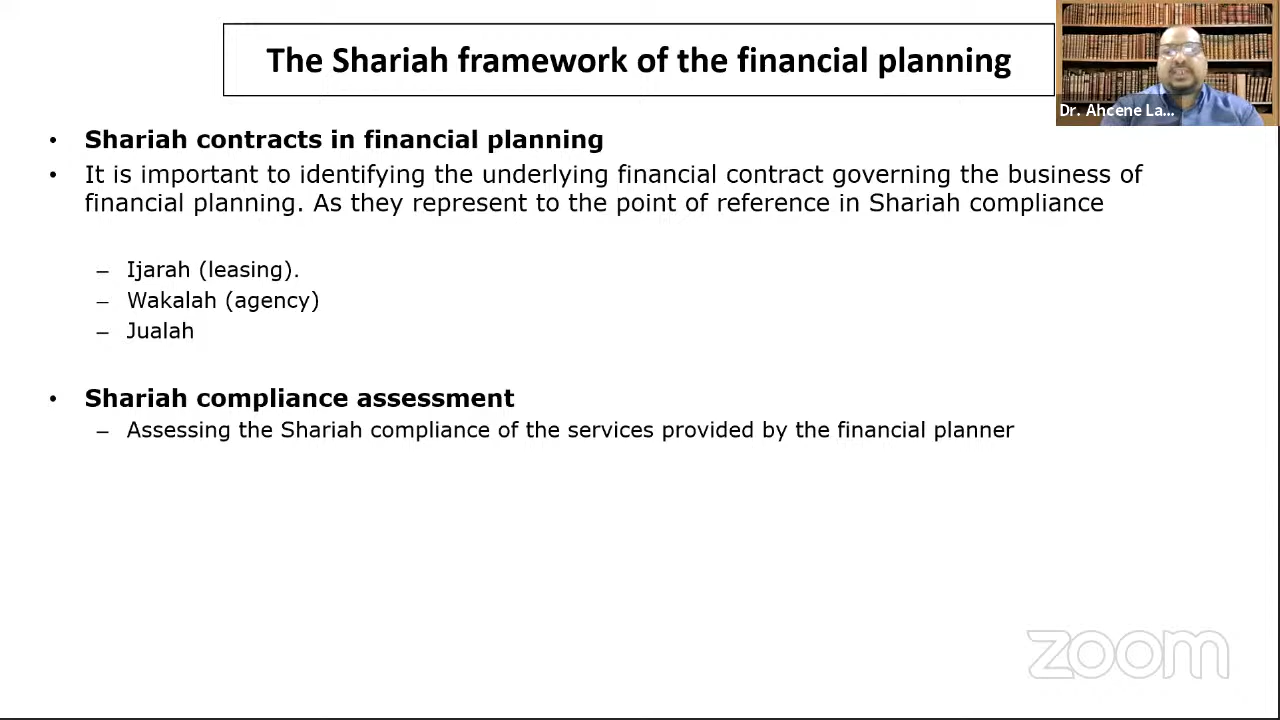 The Shariah framework of the financial planning
Dr. Ahcene La...
• Shariah contracts in financial planning
• It is important to identifying the underlying financial contract governing the business of
financial planning. As they represent to the point of reference in Shariah compliance
– Ijarah (leasing).
– Wakalah (agency)
– Jualah
• Shariah compliance assessment
– Assessing the Shariah compliance of the services provided by the financial planner
zoom